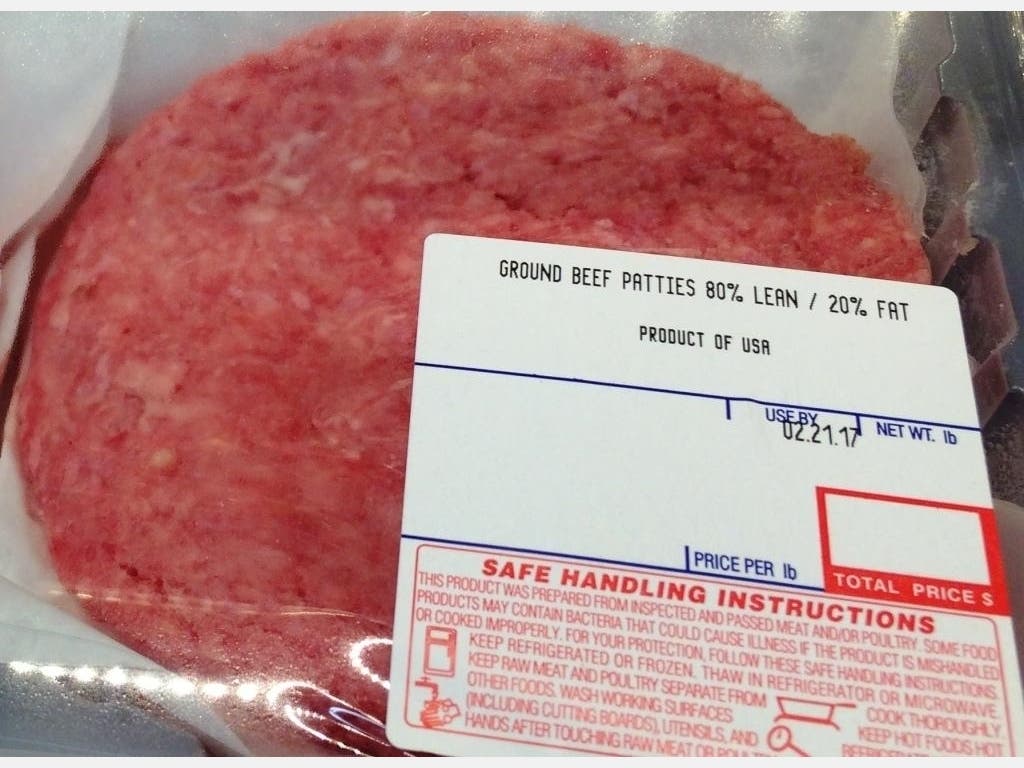 GROUND BEEF PATTIES 80% LEAN / 20% FAT
PRODUCT OF USA
USE BY
02.21.17
NET WT. lb
PRICE PER lb
TOTAL PRICE $
SAFE HANDLING INSTRUCTIONS
THIS PRODUCT WAS PREPARED FROM INSPECTED AND PASSED MEAT AND/OR POULTRY. SOME FOOD
PRODUCTS MAY CONTAIN BACTERIA THAT COULD CAUSE ILLNESS IF THE PRODUCT IS MISHANDLED
OR COOKED IMPROPERLY. FOR YOUR PROTECTION, FOLLOW THESE SAFE HANDLING INSTRUCTIONS.
KEEP REFRIGERATED OR FROZEN. THAW IN REFRIGERATOR OR MICROWAVE.
KEEP RAW MEAT AND POULTRY SEPARATE FROM
OTHER FOODS. WASH WORKING SURFACES
(INCLUDING CUTTING BOARDS), UTENSILS, AND
HANDS AFTER TOUCHING RAW MEAT OR
COOK THOROUGHLY.
KEEP HOT FOODS HOT